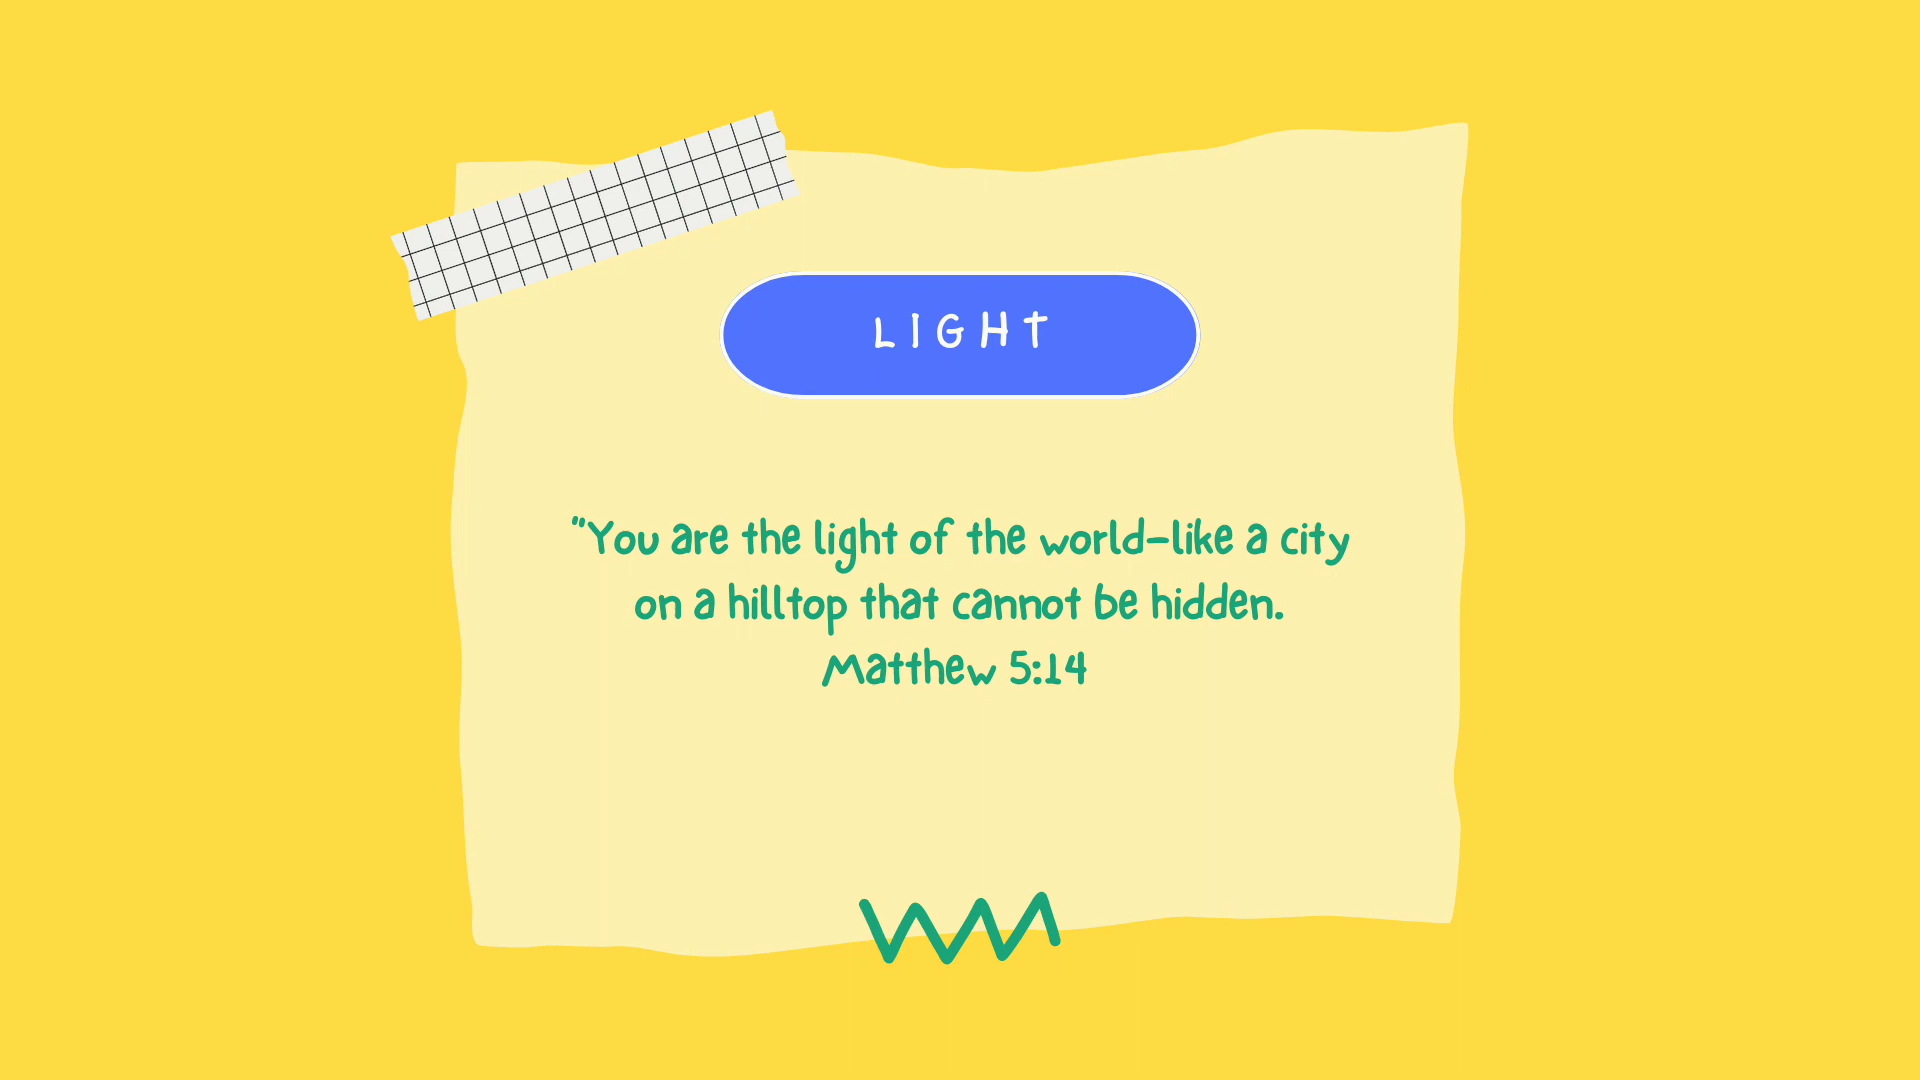 LIGHT
"You are the light of the world-like a city
on a hilltop that cannot be hidden.
Matthew 5:14